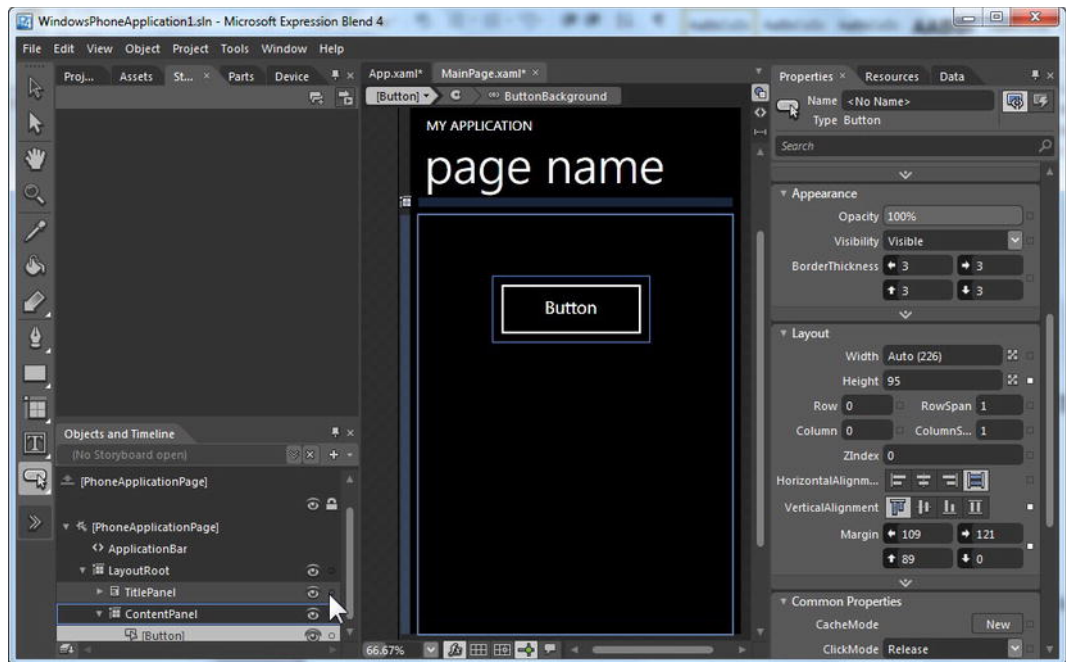 WindowsPhoneApplication1.sln - Microsoft Expression Blend 4
File Edit View Object Project Tools Window Help
Proj... Assets St... × Parts Device
App.xaml* MainPage.xaml* ×
[Button] ButtonBackground
MY APPLICATION
page name
Button
Properties × Resources Data
Name <No Name>
Type Button
Search
Appearance
Opacity 100%
Visibility Visible
BorderThickness 3 3
3 3
Layout
Width Auto (226)
Height 95
Row 0 RowSpan 1
Column 0 ColumnS... 1
ZIndex 0
HorizontalAlignm...
VerticalAlignment
Margin 109 121
89 0
Common Properties
CacheMode New
ClickMode Release
Objects and Timeline
(No Storyboard open)
[PhoneApplicationPage]
[PhoneApplicationPage]
ApplicationBar
LayoutRoot
TitlePanel
ContentPanel
[Button]
66.67%